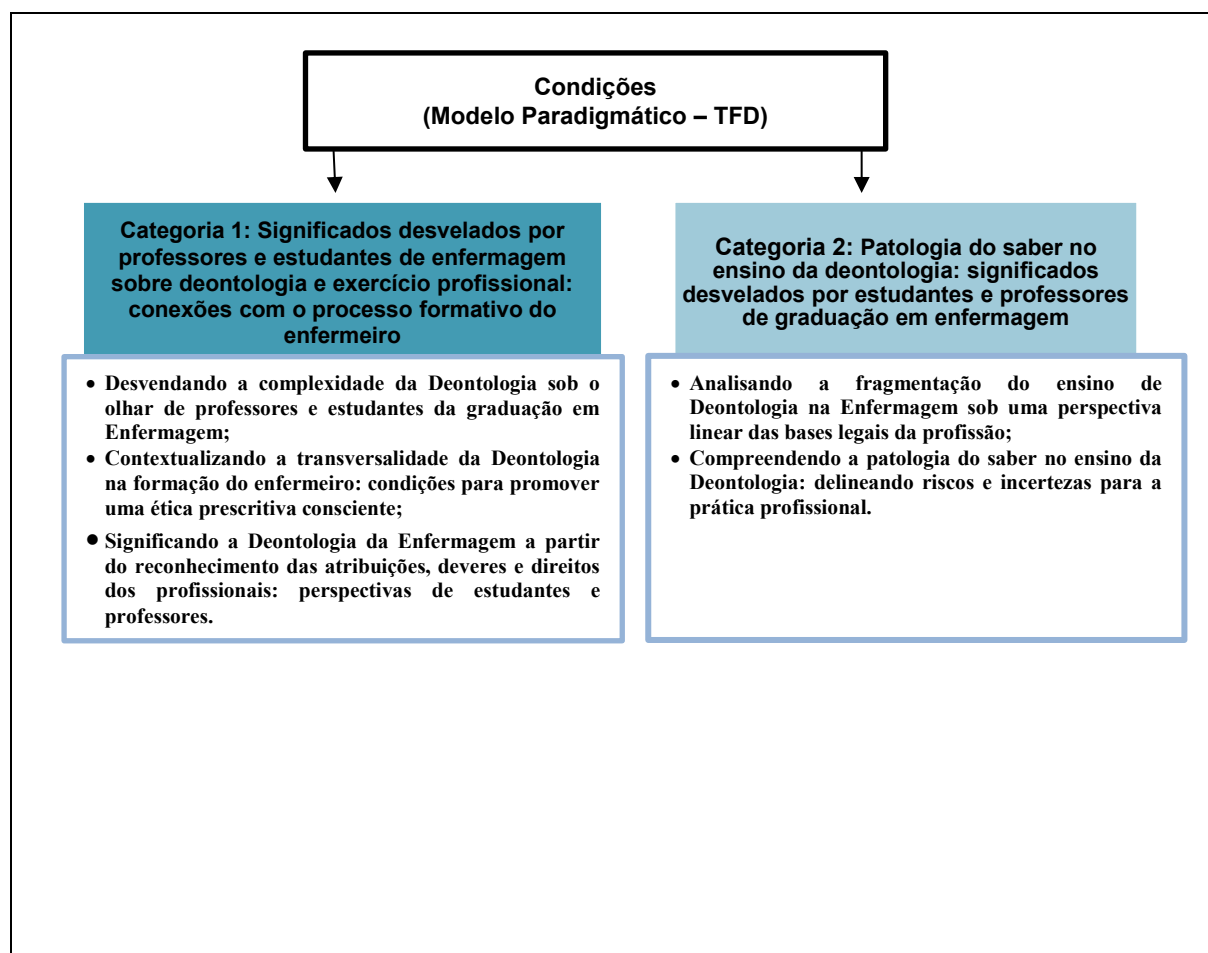 Condições
(Modelo Paradigmático – TFD)
Categoria 1: Significados desvelados por
professores e estudantes de enfermagem
sobre deontologia e exercício profissional:
conexões com o processo formativo do
enfermeiro
• Desvendando a complexidade da Deontologia sob o
olhar de professores e estudantes da graduação em
Enfermagem;
• Contextualizando a transversalidade da Deontologia
na formação do enfermeiro: condições para promover
uma ética prescritiva consciente;
• Significando a Deontologia da Enfermagem a partir
do reconhecimento das atribuições, deveres e direitos
dos profissionais: perspectivas de estudantes e
professores.
Categoria 2: Patologia do saber no
ensino da deontologia: significados
desvelados por estudantes e professores
de graduação em enfermagem
• Analisando a fragmentação do ensino de
Deontologia na Enfermagem sob uma perspectiva
linear das bases legais da profissão;
• Compreendendo a patologia do saber no ensino da
Deontologia: delineando riscos e incertezas para a
prática profissional.